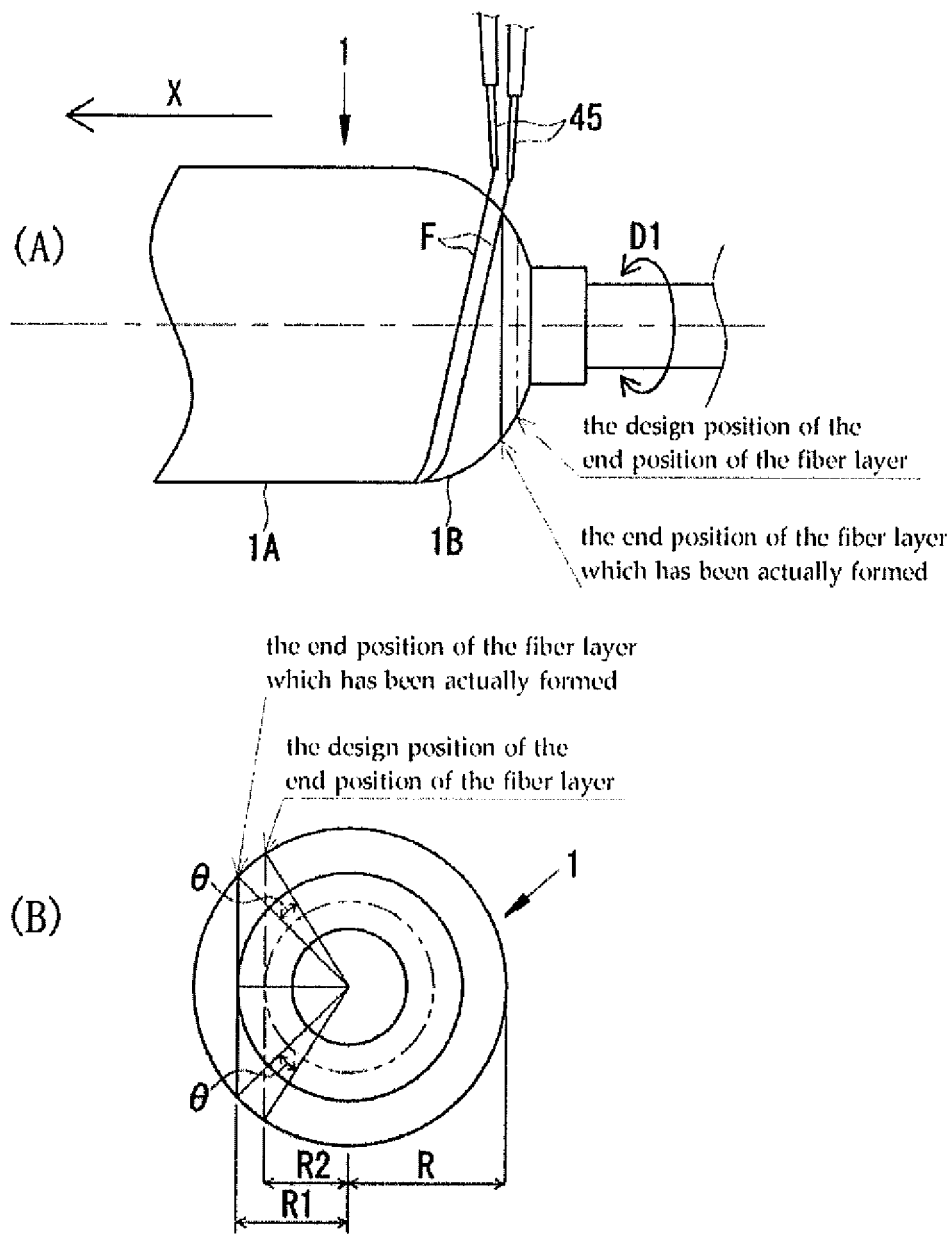 1
X
45
(A)
F
D1
the design position of the
end position of the fiber layer
1A
1B
the end position of the fiber layer
which has been actually formed
the end position of the fiber layer
which has been actually formed
the design position of the
end position of the fiber layer
θ
1
(B)
θ
R2
R
R1